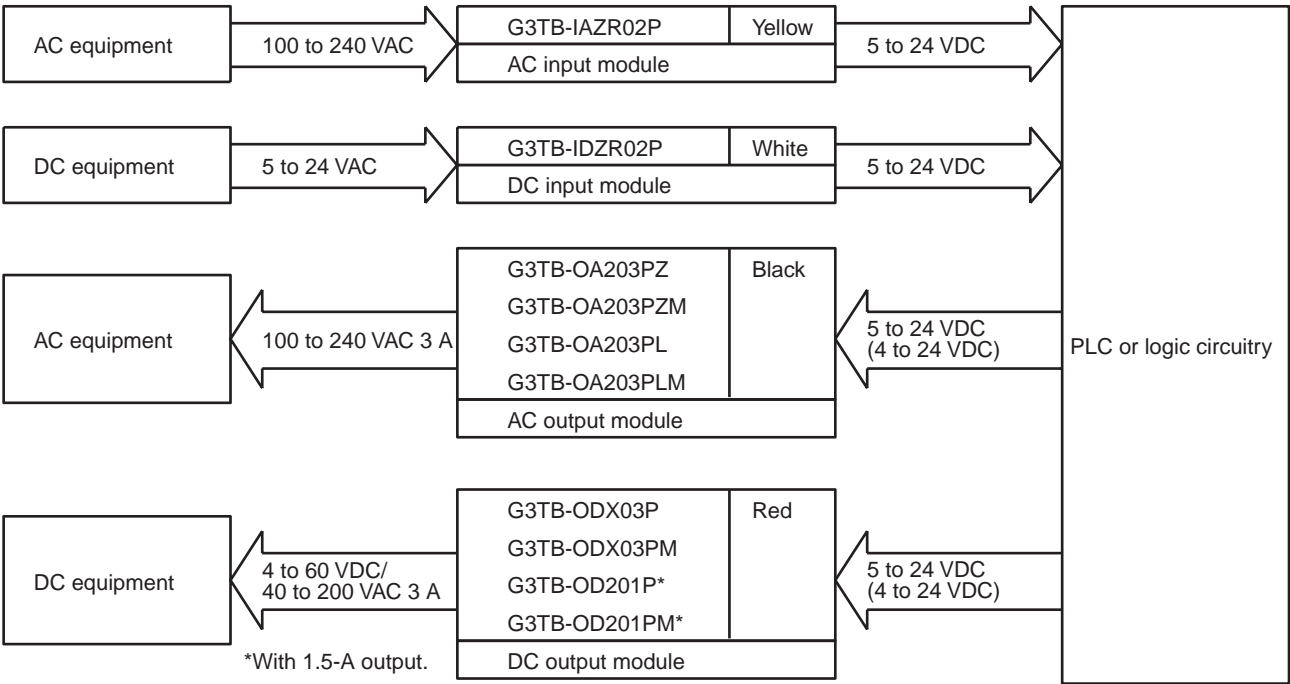 AC equipment
100 to 240 VAC
G3TB-IAZR02P
Yellow
AC input module
5 to 24 VDC
DC equipment
5 to 24 VAC
G3TB-IDZR02P
White
DC input module
5 to 24 VDC
AC equipment
100 to 240 VAC 3 A
G3TB-OA203PZ
Black
G3TB-OA203PZM
G3TB-OA203PL
G3TB-OA203PLM
AC output module
5 to 24 VDC
(4 to 24 VDC)
PLC or logic circuitry
DC equipment
4 to 60 VDC/
40 to 200 VAC 3 A
*With 1.5-A output.
G3TB-ODX03P
Red
G3TB-ODX03PM
G3TB-OD201P*
G3TB-OD201PM*
DC output module
5 to 24 VDC
(4 to 24 VDC)